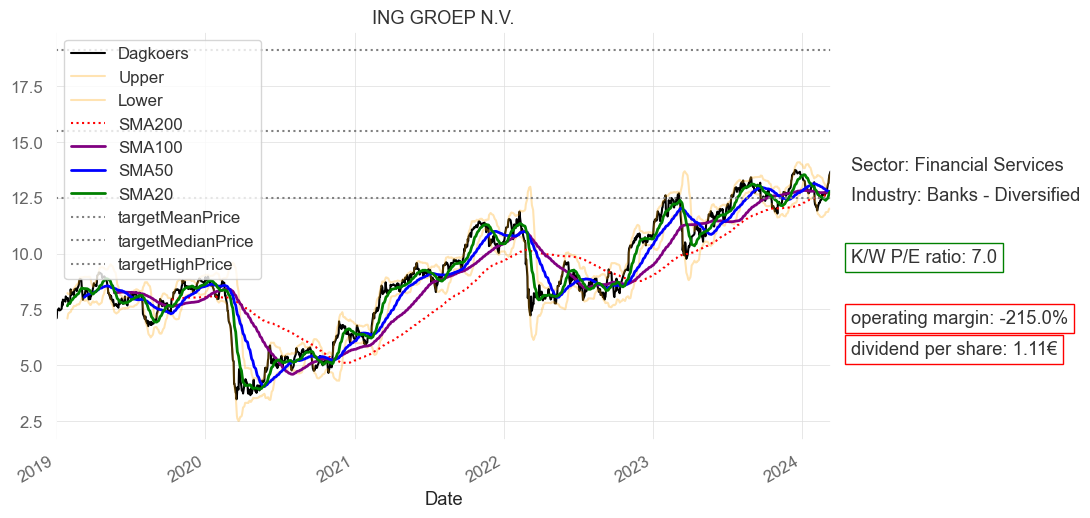 ING GROEP N.V.
Dagkoers
Upper
Lower
SMA200
SMA100
SMA50
SMA20
targetMeanPrice
targetMedianPrice
targetHighPrice
17.5
15.0
12.5
10.0
7.5
5.0
2.5
2019
2020
2021
2022
2023
2024
Date
Sector: Financial Services
Industry: Banks - Diversified
K/W P/E ratio: 7.0
operating margin: -215.0%
dividend per share: 1.11€